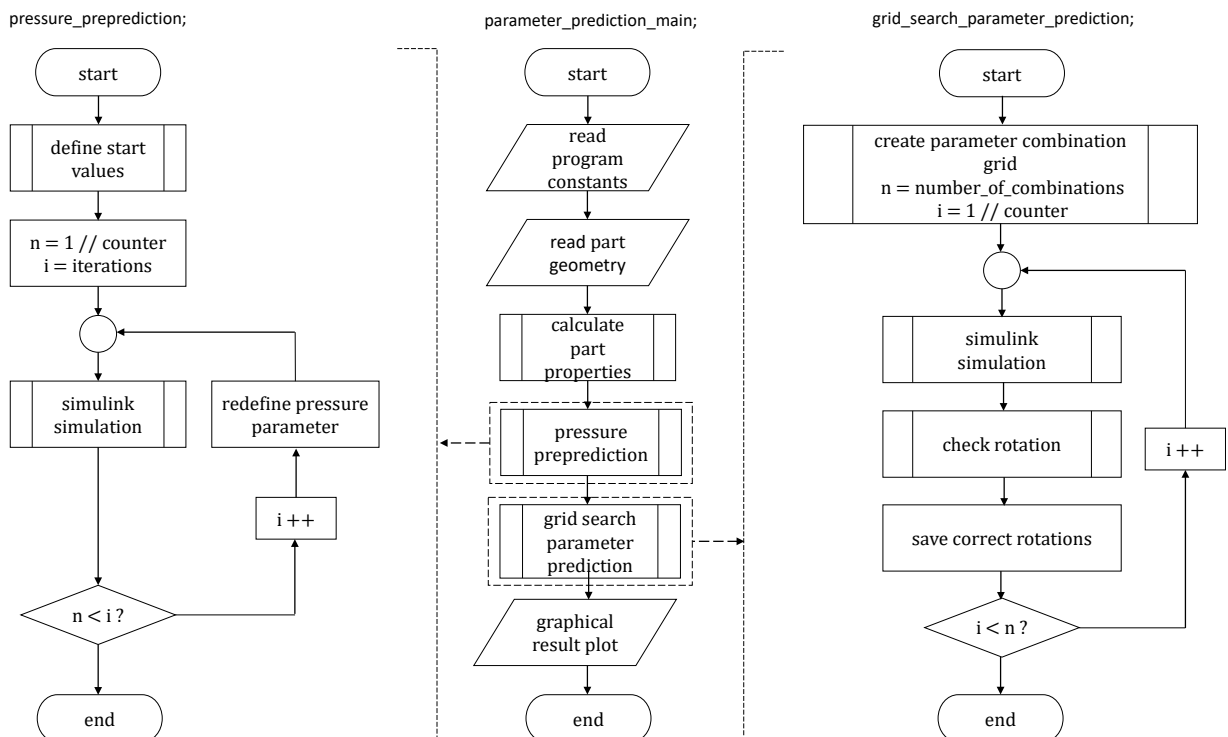 pressure_preprediction;
start
define start
values
n = 1 // counter
i = iterations
simulink
simulation
redefine pressure
parameter
i ++
n < i ?
end
parameter_prediction_main;
start
read
program
constants
read part
geometry
calculate
part
properties
pressure
preprediction
grid search
parameter
prediction
graphical
result plot
end
grid_search_parameter_prediction;
start
create parameter combination
grid
n = number_of_combinations
i = 1 // counter
simulink
simulation
check rotation
i ++
save correct rotations
i < n ?
end